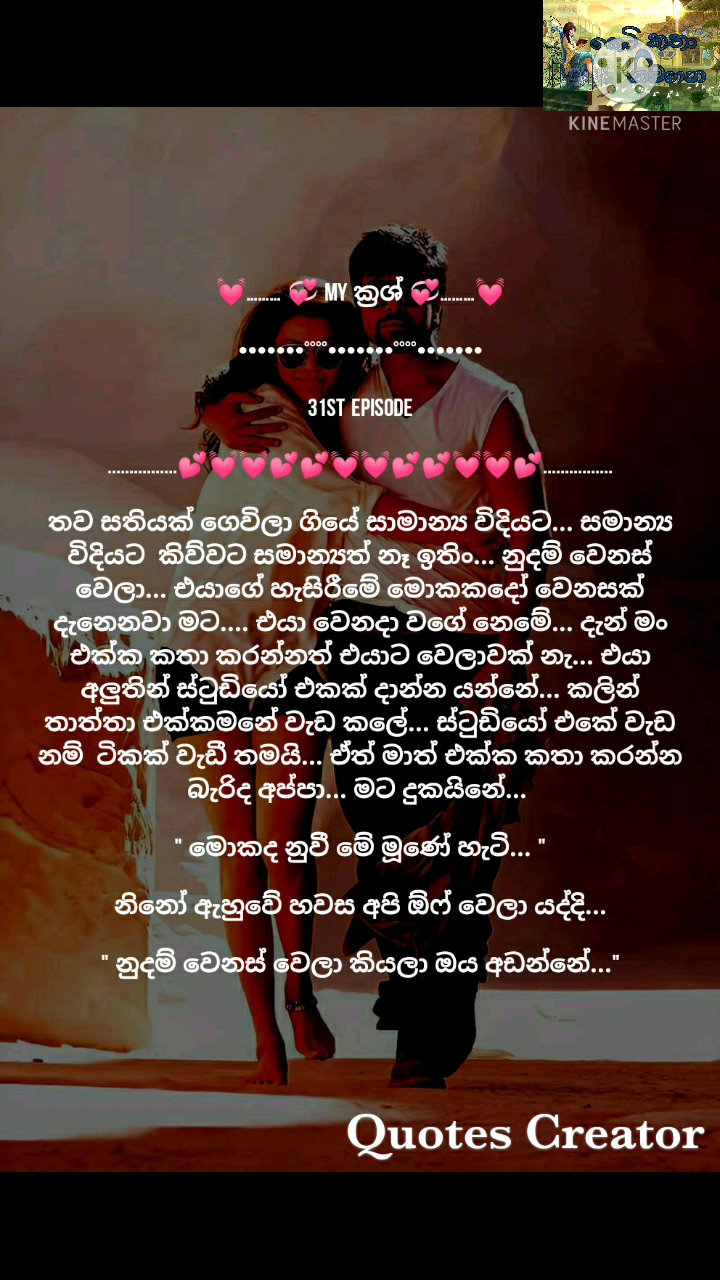 කතා
K
KINEMASTER
💓......... 💞 MY ක්‍රශ් 💞.........💓
•••••••°°°°•••••••°°°°•••••••
31ST EPISODE
................💕💓💓💕💕💓💓💕💕💓💓💕................
තව සතියක් ගෙවිලා ගියේ සාමාන්‍ය විදියට... සමාන්‍ය
විදියට  කිව්වට සමාන්‍යත් නෑ ඉතිං... නුදම් වෙනස්
වෙලා... එයාගේ හැසිරීමේ මොකකදෝ වෙනසක්
දැනෙනවා මට.... එයා වෙනදා වගේ නෙමේ... දැන් මං
එක්ක කතා කරන්නත් එයාට වෙලාවක් නැ... එයා
අලුතින් ස්ටුඩියෝ එකක් දාන්න යන්නේ... කලින්
තාත්තා එක්කමනේ වැඩ කලේ... ස්ටුඩියෝ එකේ වැඩ
නම්  ටිකක් වැඩී තමයි... ඒත් මාත් එක්ක කතා කරන්න
බැරිද අප්පා... මට දුකයිනේ...
" මොකද නුවී මේ මූණේ හැටි... "
නිනෝ ඇහුවේ හවස අපි ඕෆ් වෙලා යද්දි...
" නුදම් වෙනස් වෙලා කියලා ඔය අඩන්නේ..."
Quotes Creator